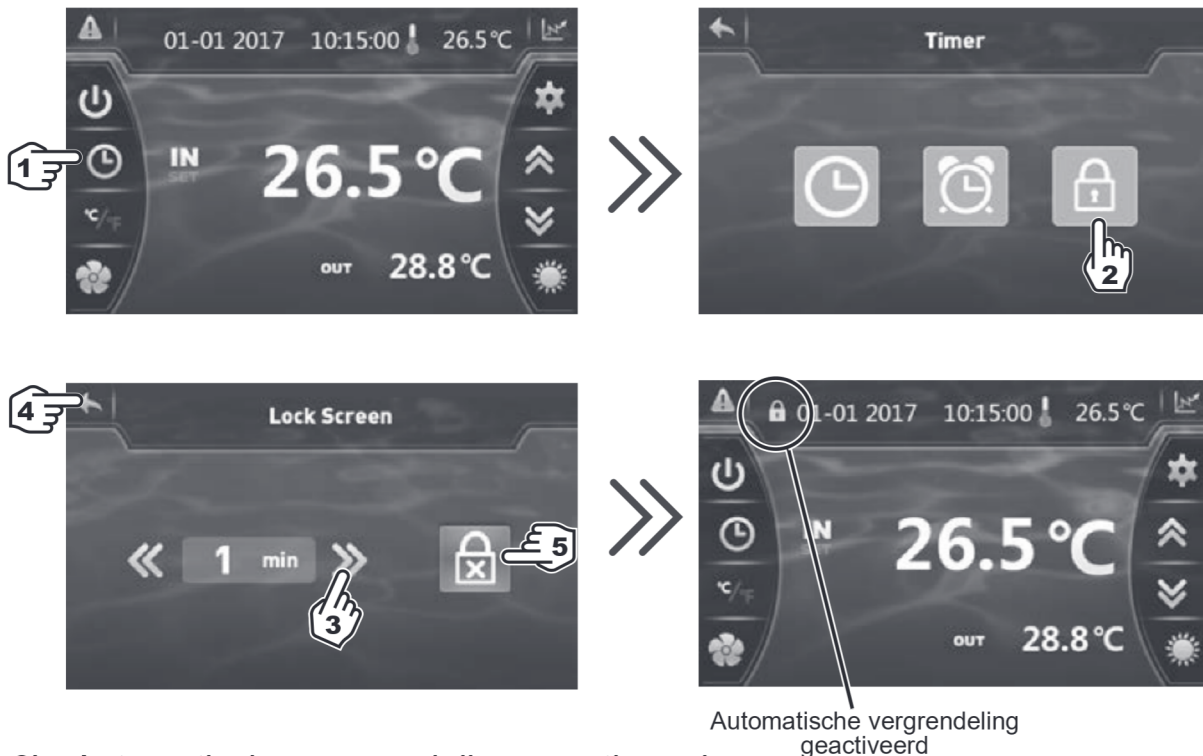 01-01 2017 10:15:00 26.5°C
1
IN
SET
26.5°C
°C/°F
OUT 28.8°C
Timer
2
4
Lock Screen
1 min
5
3
01-01 2017 10:15:00 26.5°C
IN
SET
26.5°C
°C/°F
OUT 28.8°C
Automatische vergrendeling
geactiveerd